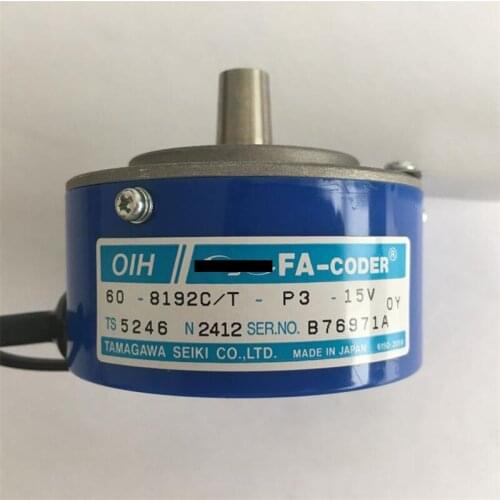 OIH FA-CODER®
60 - 8192C/T - P3 - 15V 0Y
TS 5246 N 2412 SER.NO. B76971A
TAMAGAWA SEIKI CO.,LTD. MADE IN JAPAN